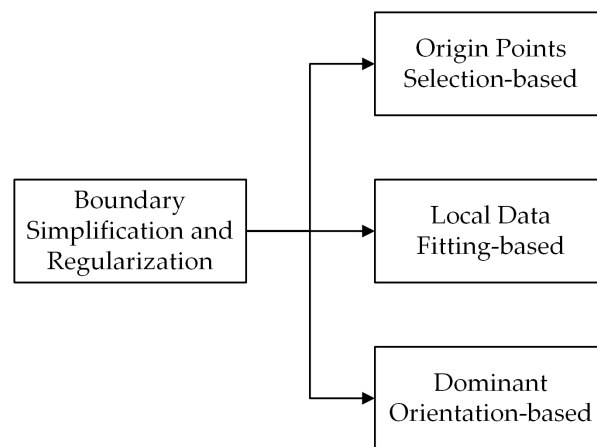 Origin Points
Selection-based
Boundary
Simplification and
Regularization
Local Data
Fitting-based
Dominant
Orientation-based